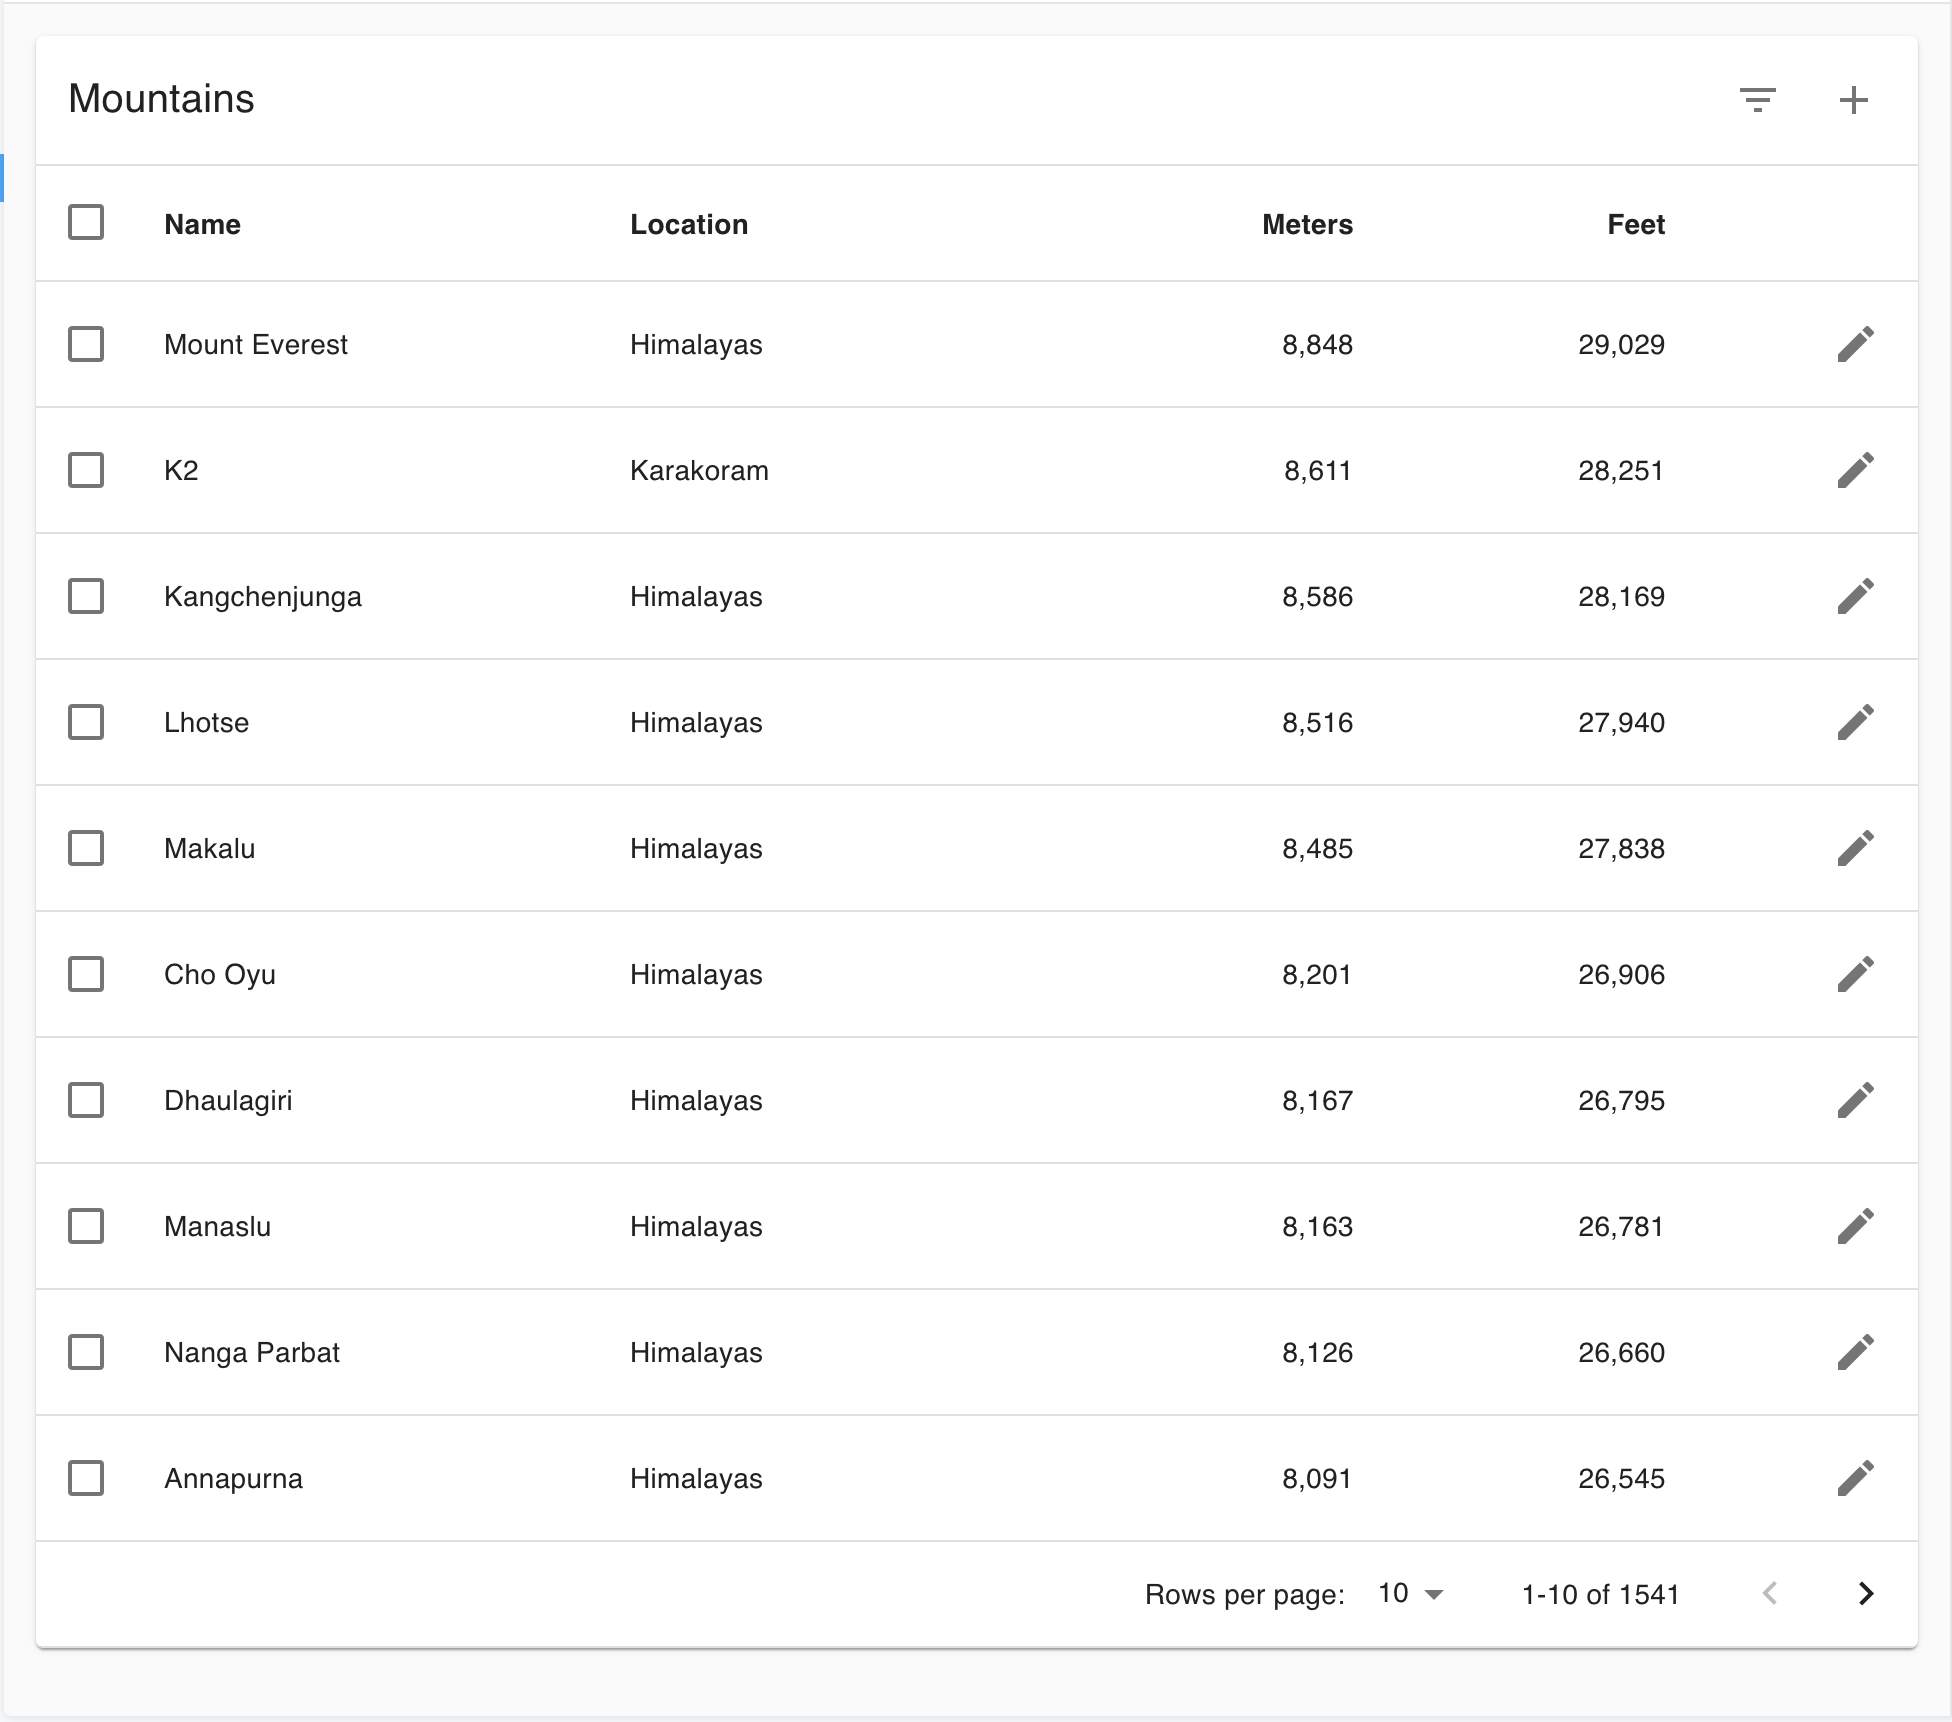 Mountains
Name Location Meters Feet
Mount Everest Himalayas 8,848 29,029
K2 Karakoram 8,611 28,251
Kangchenjunga Himalayas 8,586 28,169
Lhotse Himalayas 8,516 27,940
Makalu Himalayas 8,485 27,838
Cho Oyu Himalayas 8,201 26,906
Dhaulagiri Himalayas 8,167 26,795
Manaslu Himalayas 8,163 26,781
Nanga Parbat Himalayas 8,126 26,660
Annapurna Himalayas 8,091 26,545
Rows per page: 10 1-10 of 1541